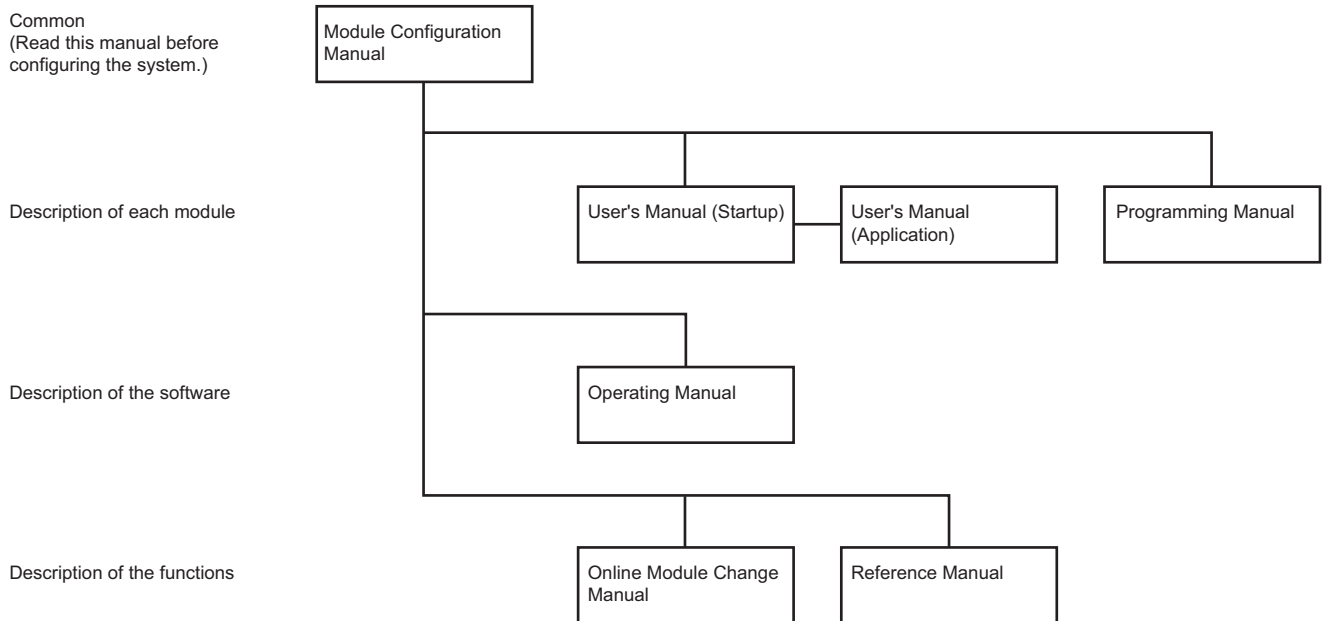 Common
(Read this manual before
configuring the system.)
Module Configuration
Manual
Description of each module
User's Manual (Startup)
User's Manual
(Application)
Programming Manual
Description of the software
Operating Manual
Description of the functions
Online Module Change
Manual
Reference Manual